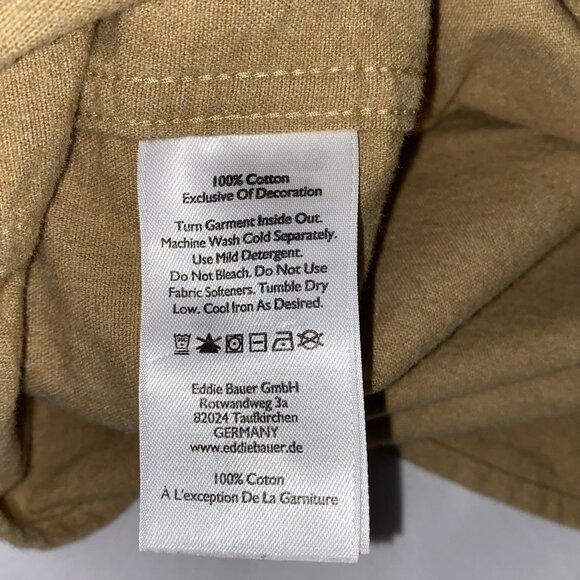 100% Cotton
Exclusive Of Decoration
Turn Garment Inside Out.
Machine Wash Cold Separately.
Use Mild Detergent.
Do Not Bleach. Do Not Use
Fabric Softeners. Tumble Dry
Low. Cool Iron As Desired.
Eddie Bauer GmbH
Rotwandweg 3a
82024 Taufkirchen
GERMANY
www.eddiebauer.de
100% Coton
À L'exception De La Garniture